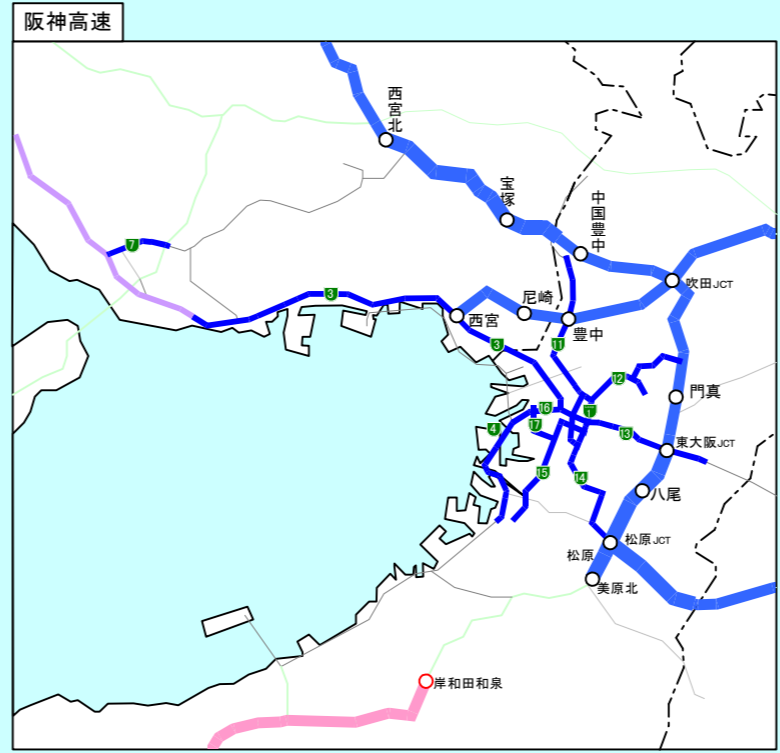 阪神高速
西宮北
宝塚
中国豊中
吹田JCT
7
3
西宮
尼崎
豊中
3
11
12
門真
16
1
4
17
13
東大阪JCT
15
14
八尾
松原JCT
松原
美原北
岸和田和泉